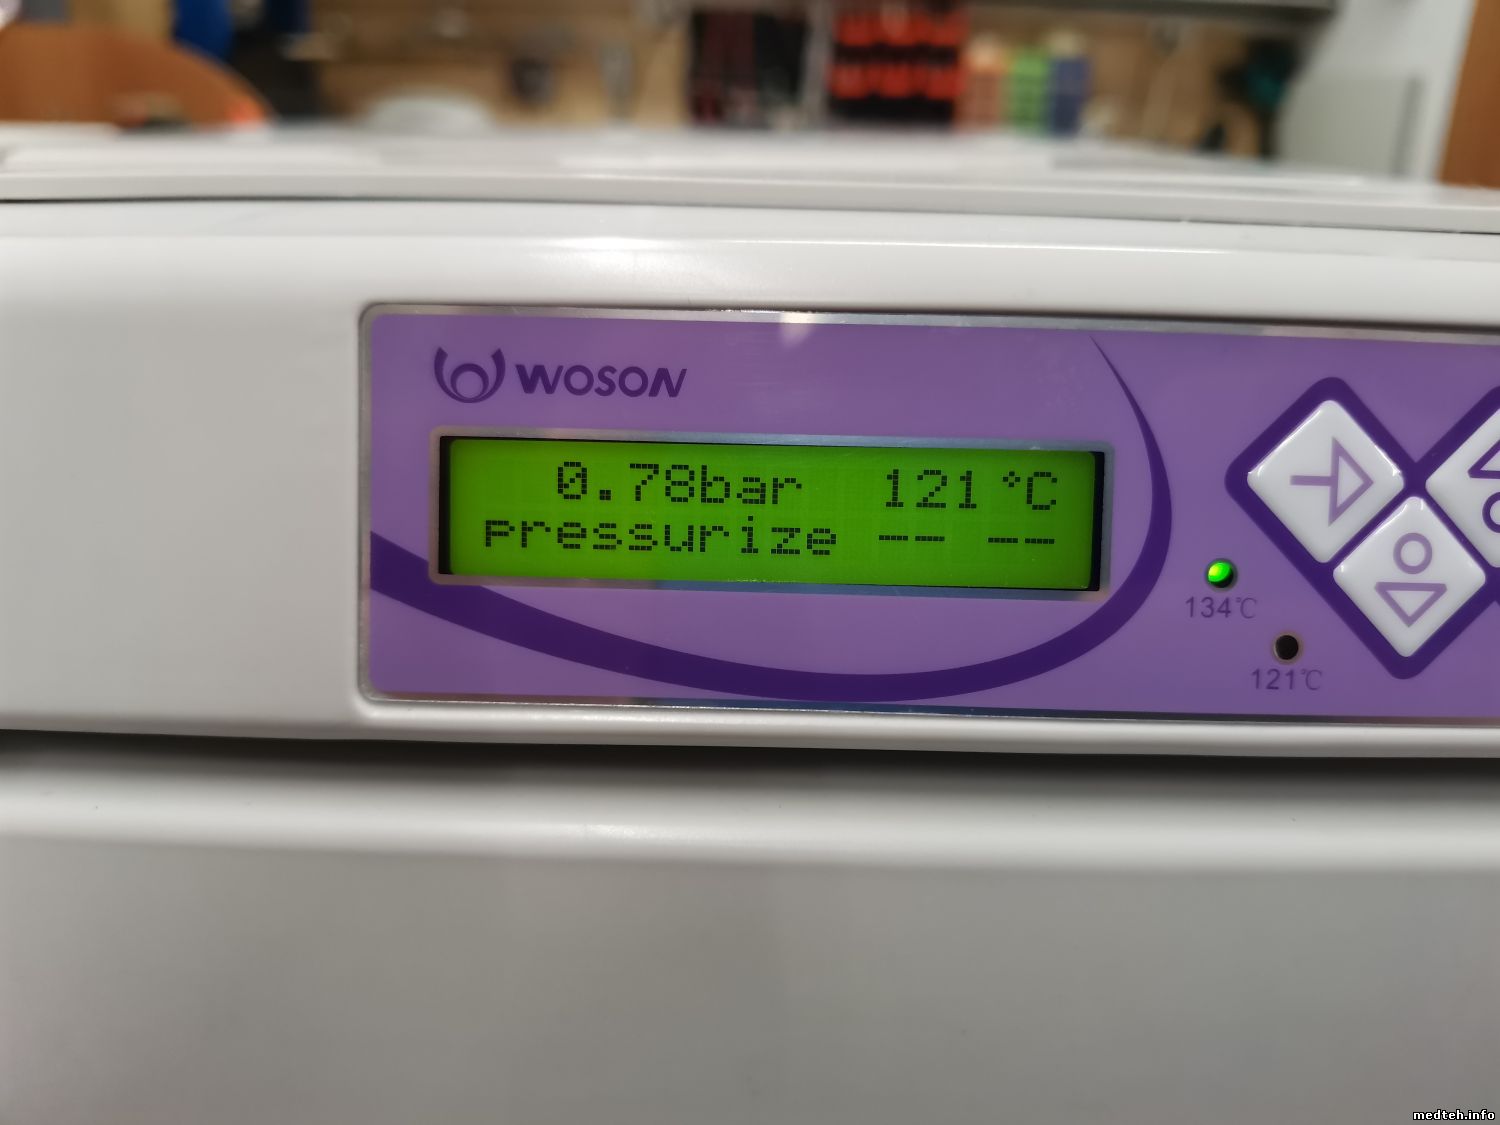 WOSON
0.78bar 121°C
pressurize -- --
134℃
121℃
medteh.info